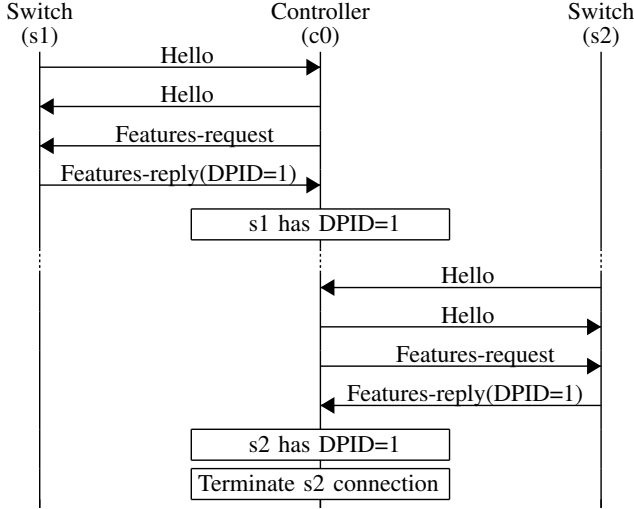 Switch
(s1)
Controller
(c0)
Switch
(s2)
Hello
Hello
Features-request
Features-reply(DPID=1)
s1 has DPID=1
Hello
Hello
Features-request
Features-reply(DPID=1)
s2 has DPID=1
Terminate s2 connection